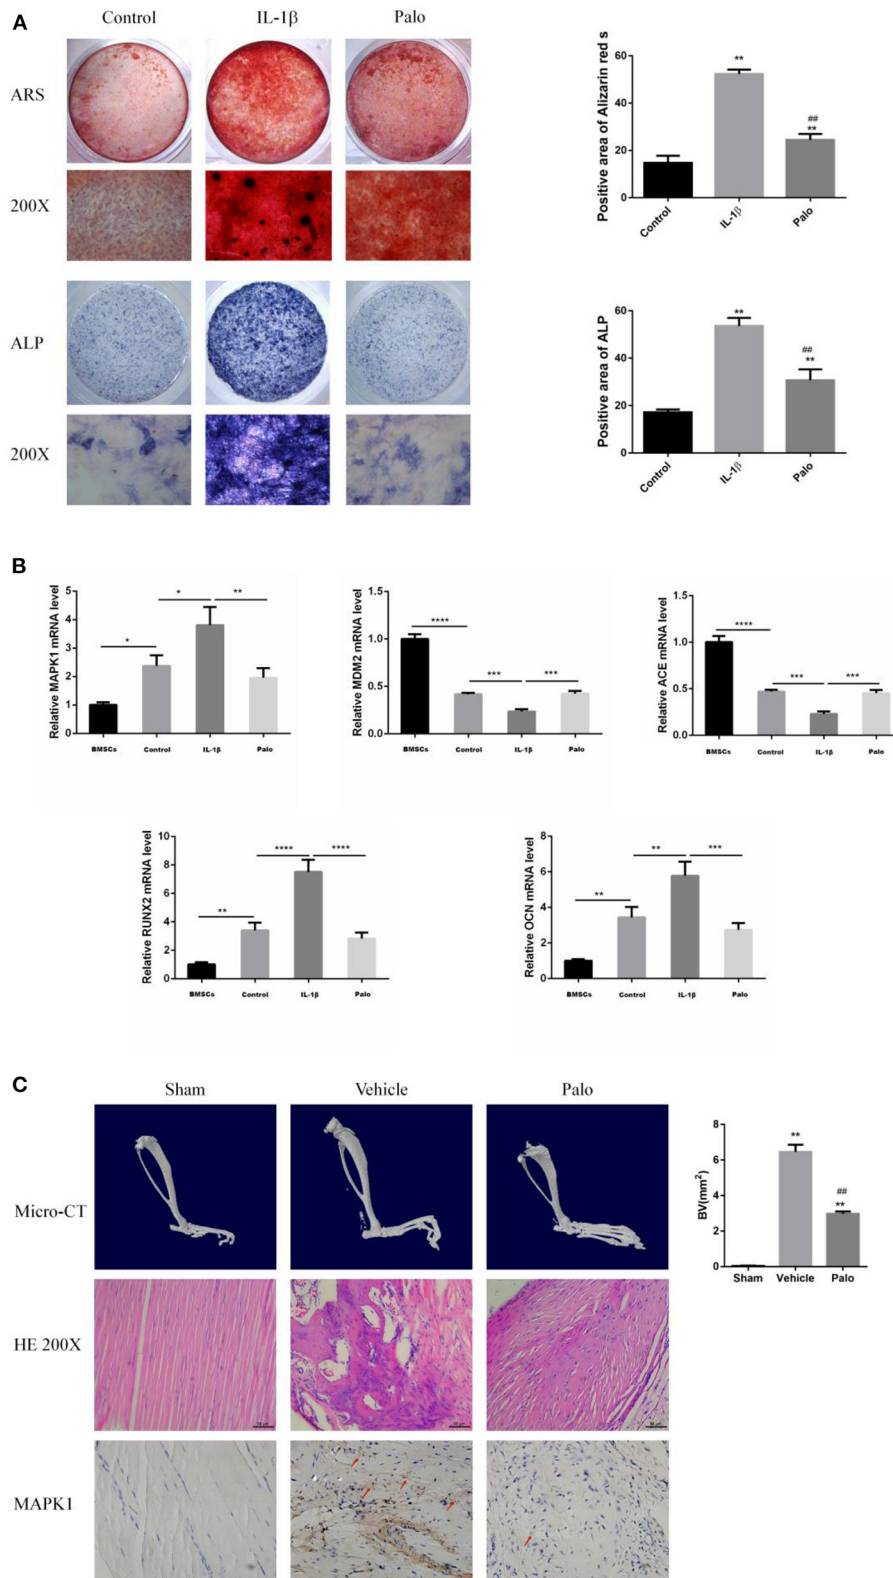 A
Control IL-1β Palo
ARS
200X
ALP
200X
Positive area of Alizarin red s
60
40
20
0
**
##
**
Control IL-1β Palo
Positive area of ALP
60
40
20
0
**
##
**
Control IL-1β Palo
B
Relative MAPK1 mRNA level
5
4
3
2
1
0
* * **
BMSCs Control IL-1β Palo
Relative MDM2 mRNA level
1.5
1.0
0.5
0.0
**** *** ***
BMSCs Control IL-1β Palo
Relative ACE mRNA level
1.5
1.0
0.5
0.0
**** *** ***
BMSCs Control IL-1β Palo
Relative RUNX2 mRNA level
10
8
6
4
2
0
** **** ****
BMSCs Control IL-1β Palo
Relative OCN mRNA level
8
6
4
2
0
** ** ***
BMSCs Control IL-1β Palo
C
Sham Vehicle Palo
Micro-CT
HE 200X
MAPK1
BV(mm²)
8
6
4
2
0
**
##
**
Sham Vehicle Palo